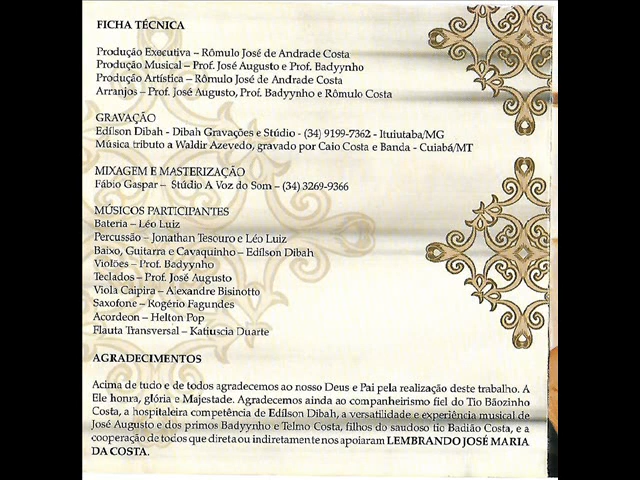 FICHA TÉCNICA
Produção Executiva – Rômulo José de Andrade Costa
Produção Musical – Prof. José Augusto e Prof. Badyynho
Produção Artística – Rômulo José de Andrade Costa
Arranjos – Prof. José Augusto, Prof. Badyynho e Rômulo Costa
GRAVAÇÃO
Edílson Dibah - Dibah Gravações e Stúdio - (34) 9199-7362 - Ituiutaba/MG
Música tributo a Waldir Azevedo, gravado por Caio Costa e Banda - Cuiabá/MT
MIXAGEM E MASTERIZAÇÃO
Fábio Gaspar – Stúdio A Voz do Som – (34) 3269-9366
MÚSICOS PARTICIPANTES
Bateria – Léo Luiz
Percussão – Jonathan Tesouro e Léo Luiz
Baixo, Guitarra e Cavaquinho – Edílson Dibah
Violões – Prof. Badyynho
Teclados – Prof. José Augusto
Viola Caipira – Alexandre Bisinotto
Saxofone – Rogério Fagundes
Acordeon – Helton Pop
Flauta Transversal – Katiuscia Duarte
AGRADECIMENTOS
Acima de tudo e de todos agradecemos ao nosso Deus e Pai pela realização deste trabalho. A
Ele honra, glória e Majestade. Agradecemos ainda ao companheirismo fiel do Tio Bãozinho
Costa, a hospitaleira competência de Edílson Dibah, a versatilidade e experiência musical de
José Augusto e dos primos Badyynho e Telmo Costa, filhos do saudoso tio Badião Costa, e a
cooperação de todos que direta ou indiretamente nos apoiaram LEMBRANDO JOSÉ MARIA
DA COSTA.